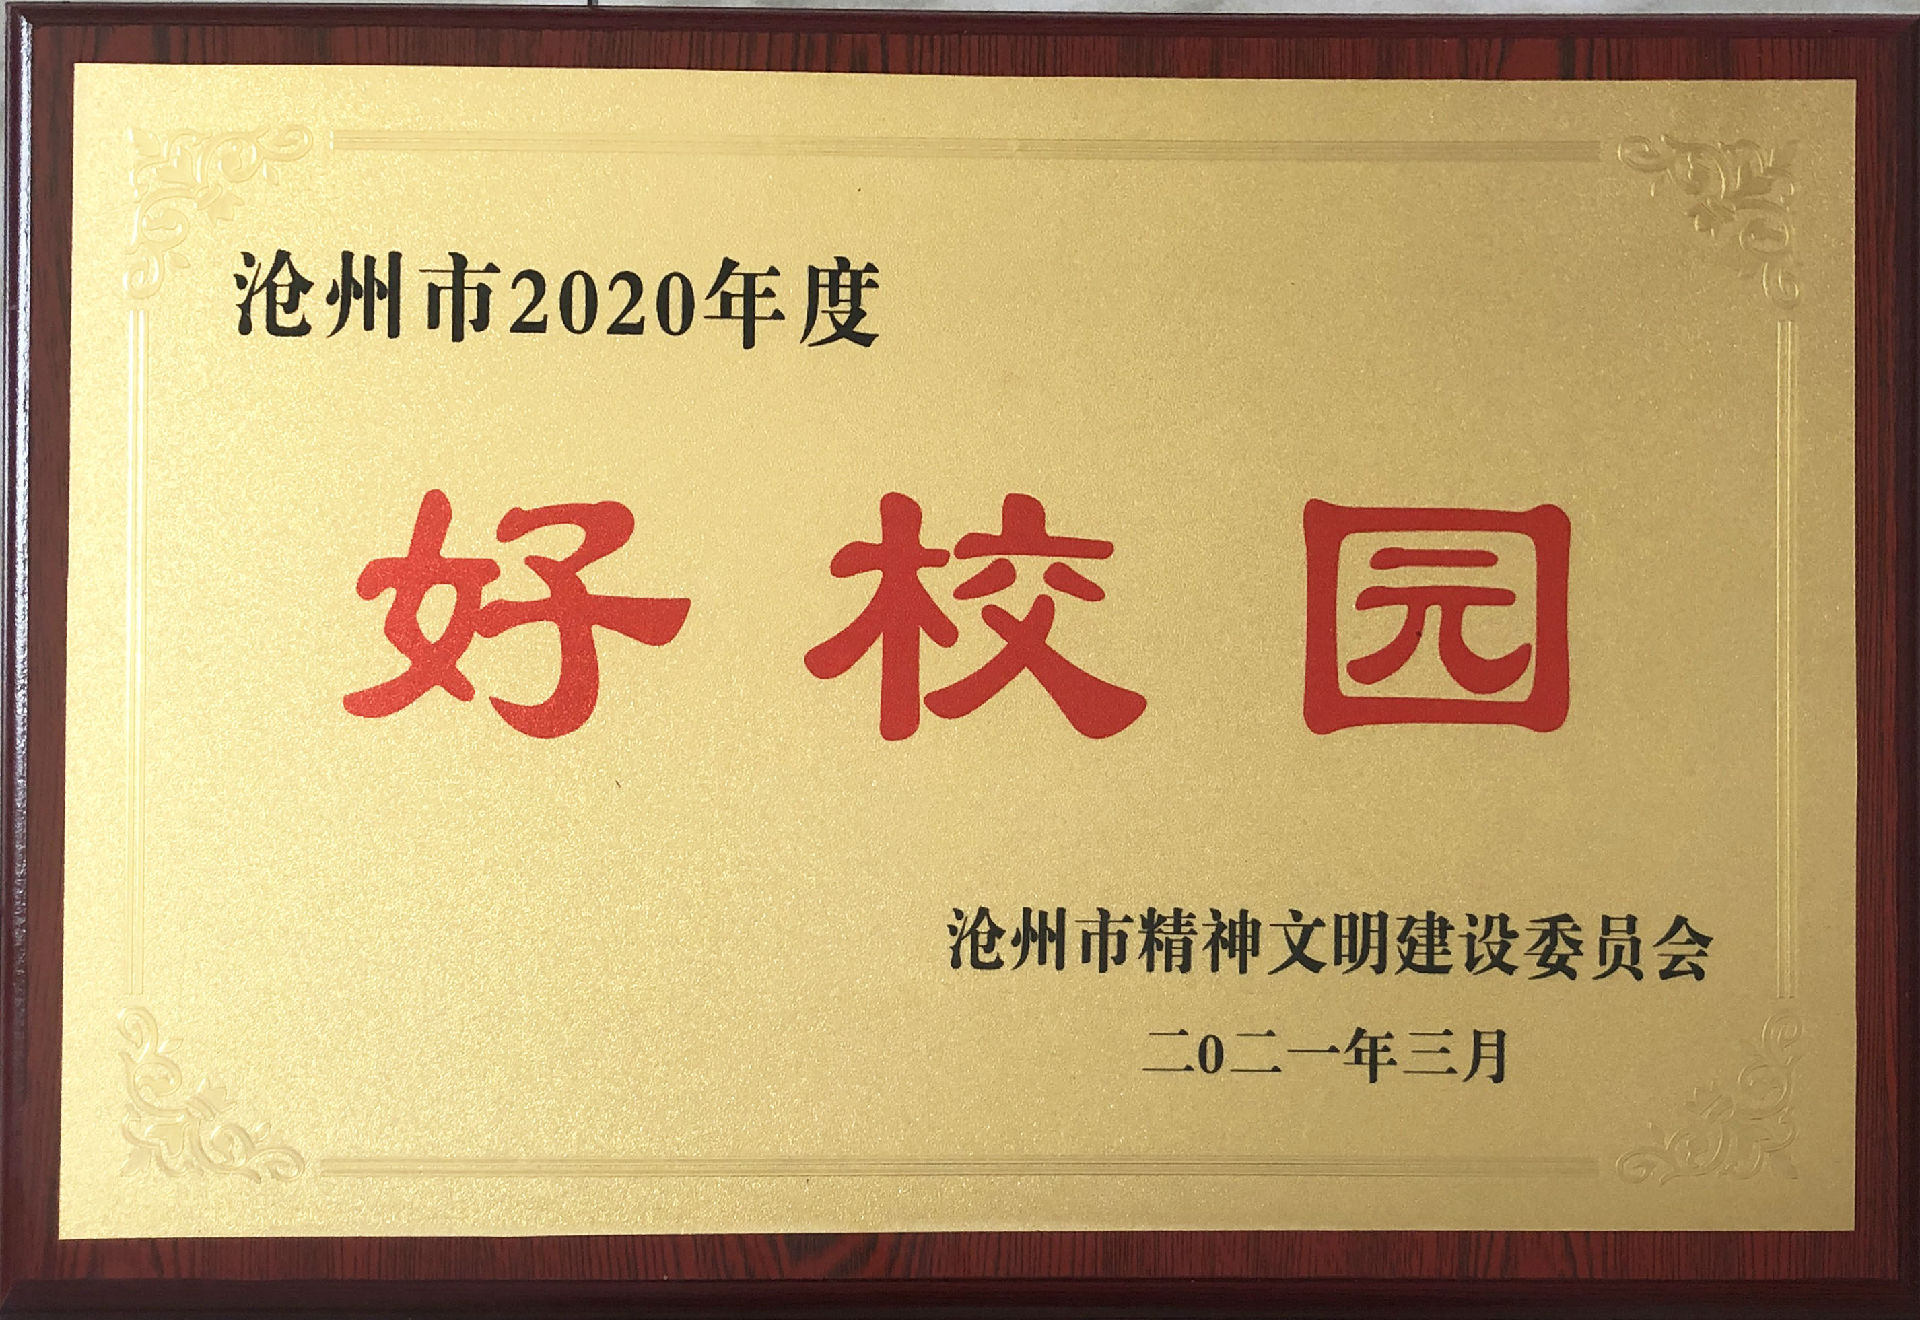 沧州市2020年度
好校园
沧州市精神文明建设委员会
二0二一年三月